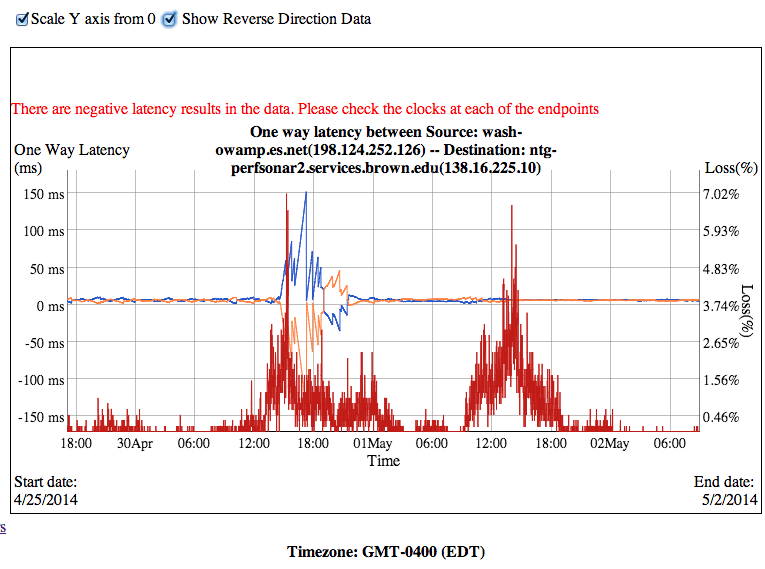 Scale Y axis from 0 Show Reverse Direction Data
There are negative latency results in the data. Please check the clocks at each of the endpoints
One way latency between Source: wash-
owamp.es.net(198.124.252.126) -- Destination: ntg-
perfsonar2.services.brown.edu(138.16.225.10)
One Way Latency
(ms)
Loss(%)
150 ms
100 ms
50 ms
0 ms
-50 ms
-100 ms
-150 ms
7.02%
5.93%
4.83%
3.74%
2.65%
1.56%
0.46%
Loss(%)
18:00 30Apr 06:00 12:00 18:00 01May 06:00 12:00 18:00 02May 06:00
Time
Start date:
4/25/2014
End date:
5/2/2014
Timezone: GMT-0400 (EDT)